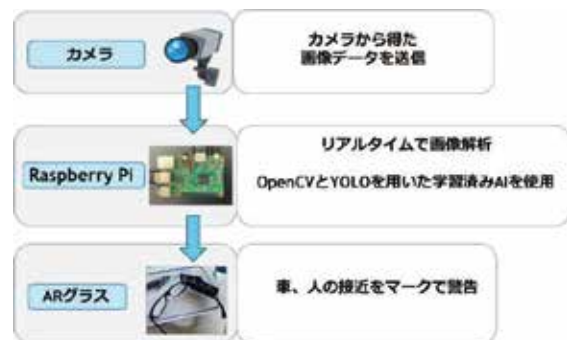 カメラ
カメラから得た
画像データを送信
Raspberry Pi
リアルタイムで画像解析
OpenCVとYOLOを用いた学習済みAIを使用
ARグラス
車、人の接近をマークで警告